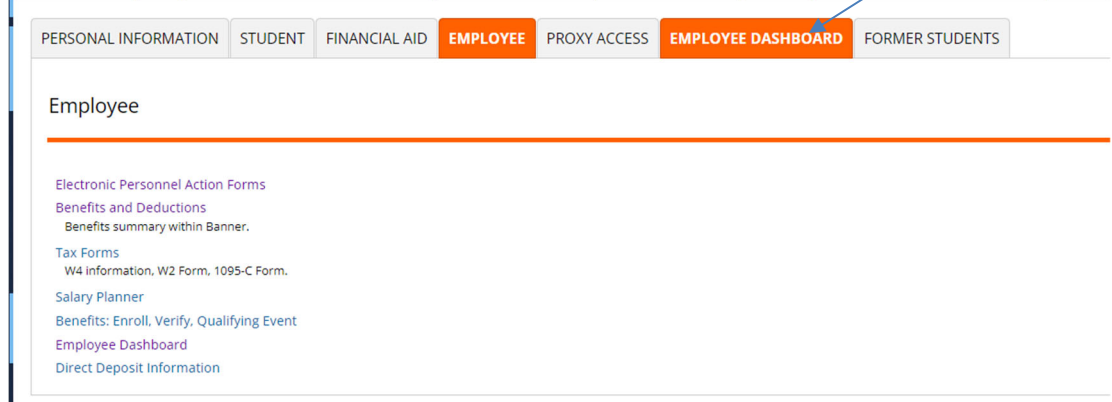 PERSONAL INFORMATION STUDENT FINANCIAL AID EMPLOYEE PROXY ACCESS EMPLOYEE DASHBOARD FORMER STUDENTS
Employee
Electronic Personnel Action Forms
Benefits and Deductions
Benefits summary within Banner.
Tax Forms
W4 information, W2 Form, 1095-C Form.
Salary Planner
Benefits: Enroll, Verify, Qualifying Event
Employee Dashboard
Direct Deposit Information